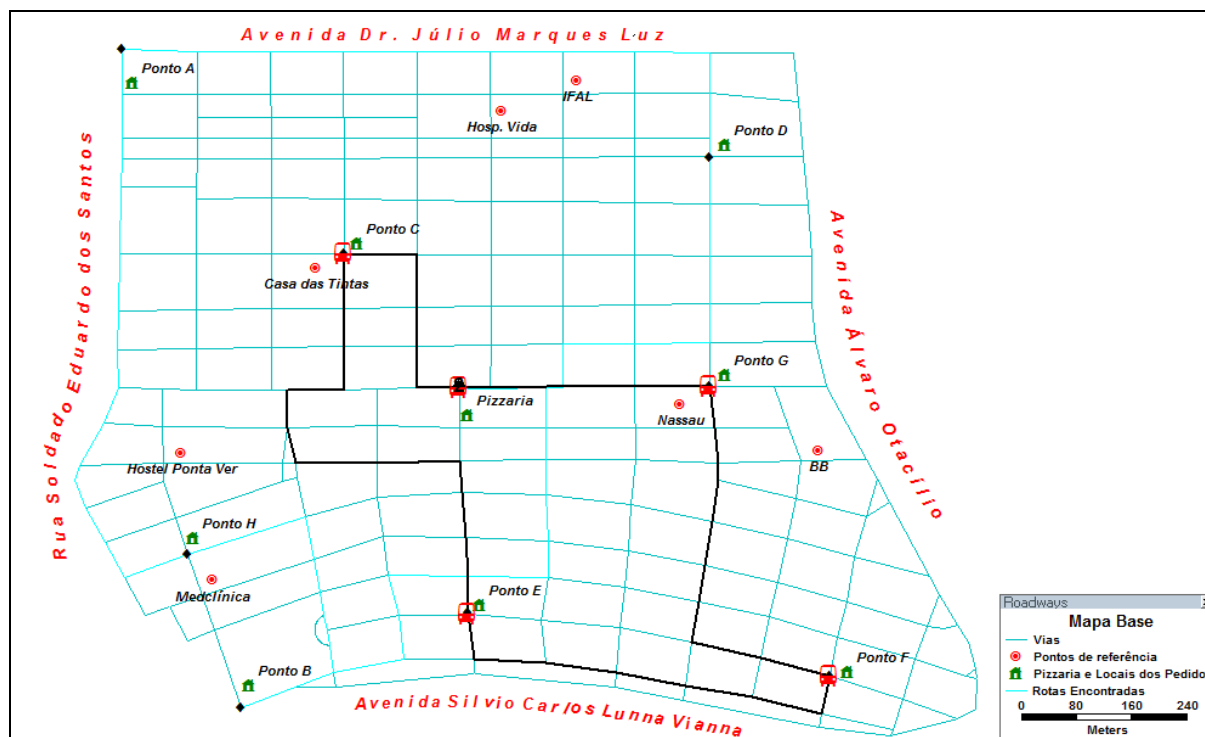 Avenida Dr. Júlio Marques Luz
Ponto A
IFAL
Hosp. Vida
Ponto D
Rua Soldado Eduardo dos Santos
Ponto C
Casa das Tintas
Avenida Álvaro Otacílio
Ponto G
Pizzaria
Nassau
Hostel Ponta Ver
BB
Ponto H
Medclínica
Ponto E
Ponto B
Ponto F
Avenida Silvio Carlos Lunna Vianna
Roadways
Mapa Base
Vias
Pontos de referência
Pizzaria e Locais dos Pedido
Rotas Encontradas
0 80 160 240
Meters